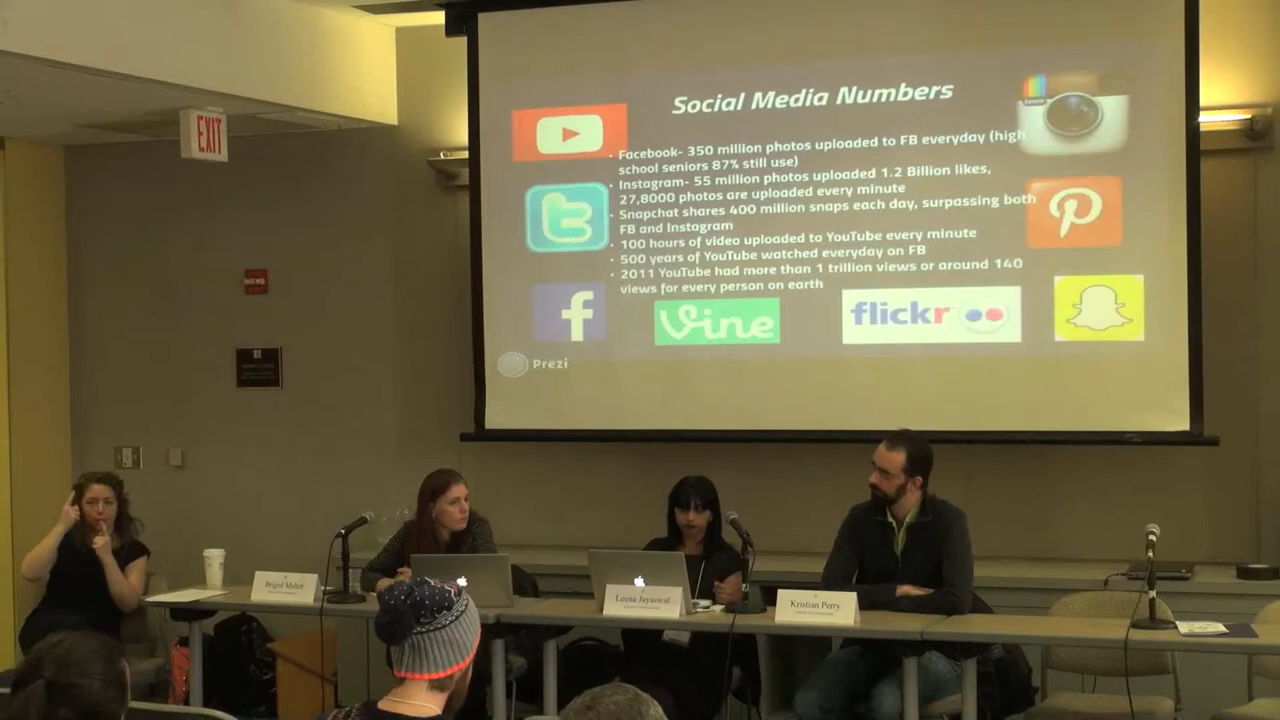 EXIT
Social Media Numbers
· Facebook- 350 million photos uploaded to FB everyday (high
school seniors 87% still use)
· Instagram- 55 million photos uploaded 1.2 Billion likes,
27,8000 photos are uploaded every minute
· Snapchat shares 400 million snaps each day, surpassing both
FB and Instagram
· 100 hours of video uploaded to YouTube every minute
· 500 years of YouTube watched everyday on FB
· 2011 YouTube had more than 1 trillion views or around 140
views for every person on earth
Vine
flickr
Prezi
Brigid Maher
Leena Jayaswal
Kristian Perry